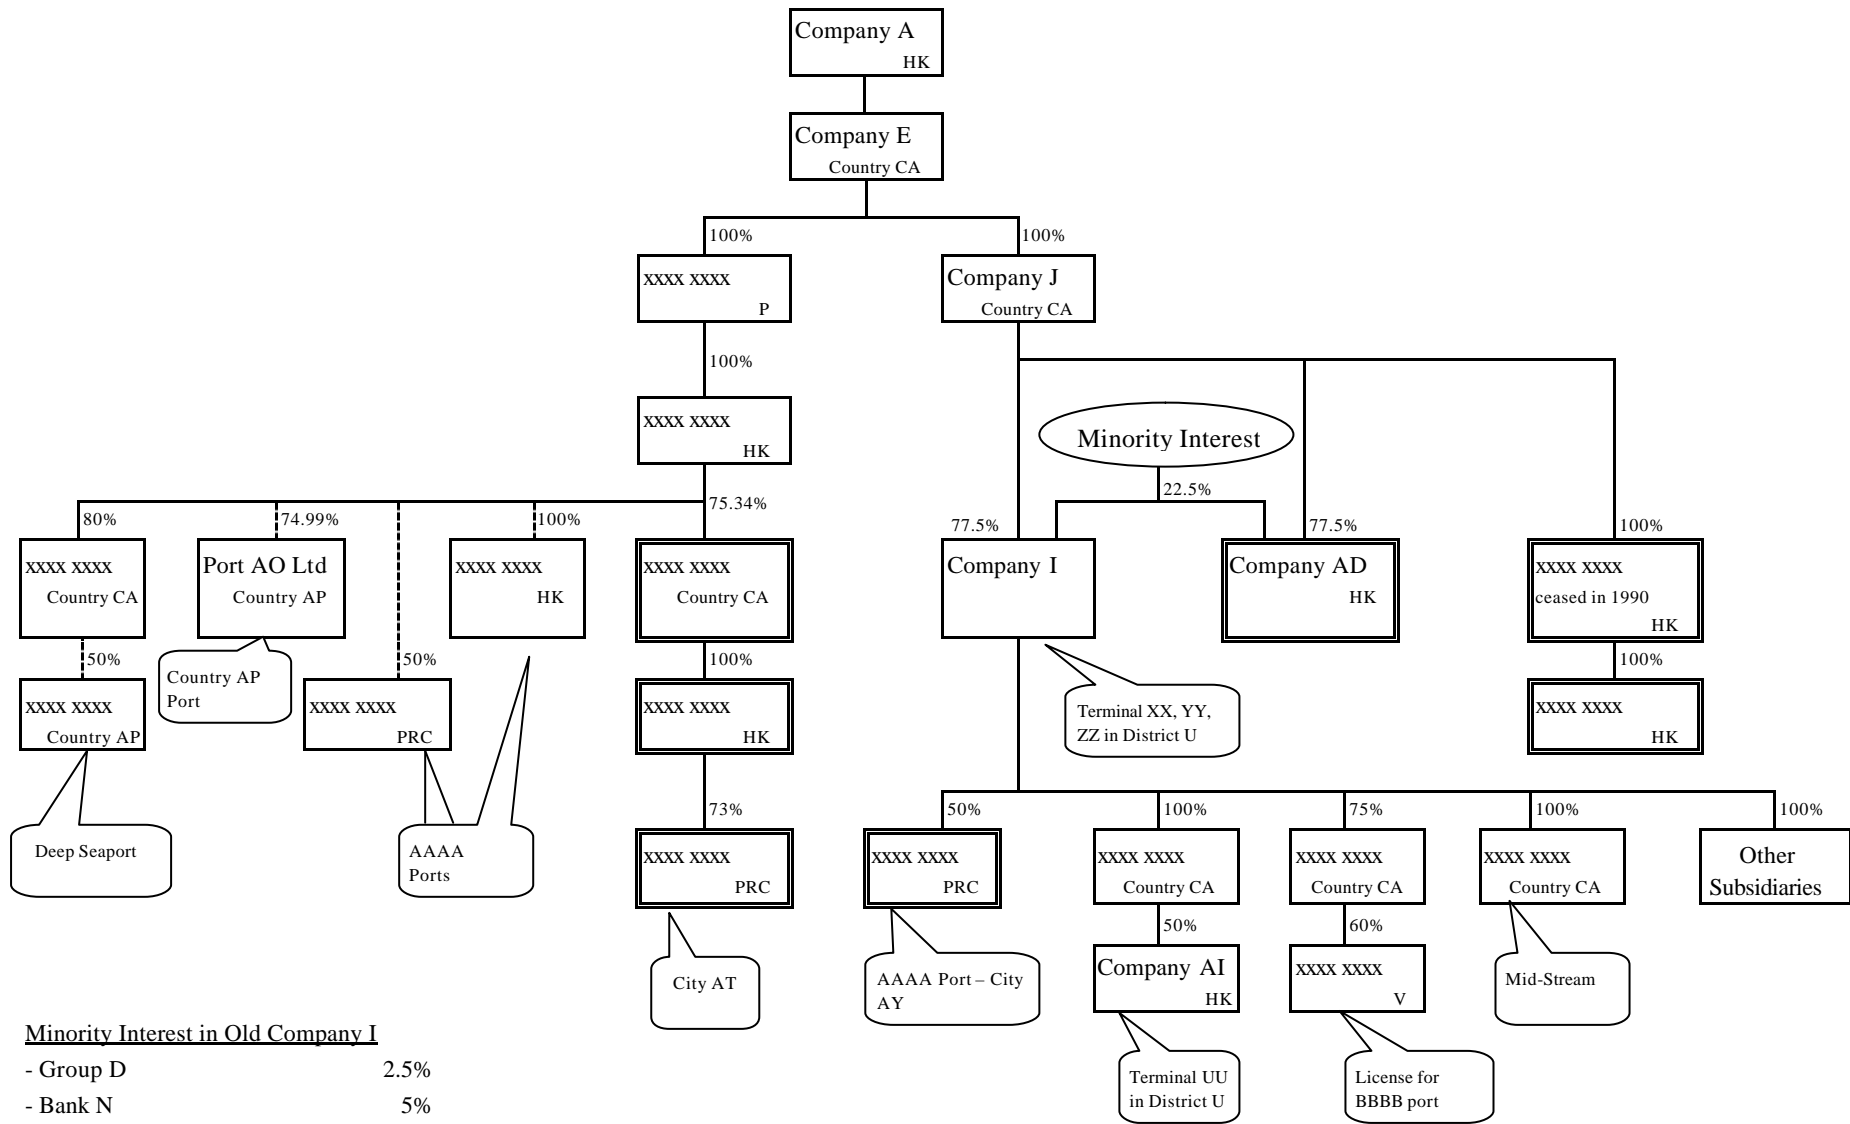 Company A
HK
Company E
Country CA
100%
100%
xxxx xxxx
P
Company J
Country CA
100%
xxxx xxxx
HK
Minority Interest
22.5%
75.34%
80%
74.99%
100%
77.5%
77.5%
100%
xxxx xxxx
Country CA
Port AO Ltd
Country AP
xxxx xxxx
HK
xxxx xxxx
Country CA
Company I
Company AD
HK
xxxx xxxx
ceased in 1990
HK
50%
50%
100%
100%
Country AP
Port
xxxx xxxx
Country AP
xxxx xxxx
PRC
xxxx xxxx
HK
Terminal XX, YY,
ZZ in District U
xxxx xxxx
HK
73%
50%
100%
75%
100%
100%
Deep Seaport
AAAA
Ports
xxxx xxxx
PRC
xxxx xxxx
PRC
xxxx xxxx
Country CA
xxxx xxxx
Country CA
xxxx xxxx
Country CA
Other
Subsidiaries
50%
60%
City AT
AAAA Port – City
AY
Company AI
HK
xxxx xxxx
V
Mid-Stream
Terminal UU
in District U
License for
BBBB port
Minority Interest in Old Company I
- Group D 2.5%
- Bank N 5%